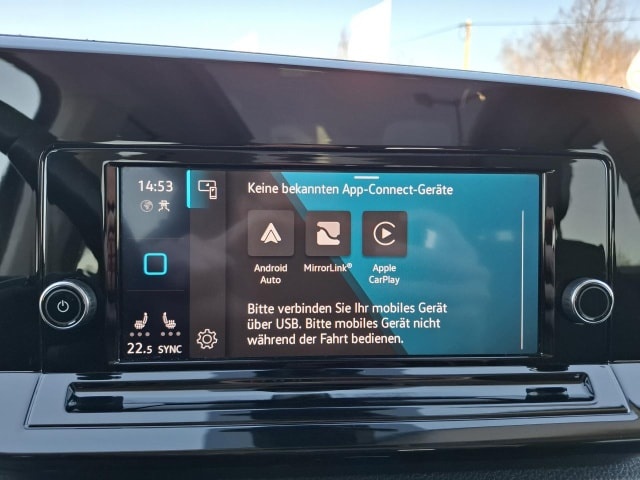 14:53
Keine bekannten App-Connect-Geräte
Android
Auto
MirrorLink®
Apple
CarPlay
Bitte verbinden Sie Ihr mobiles Gerät
über USB. Bitte mobiles Gerät nicht
während der Fahrt bedienen.
22.5 SYNC